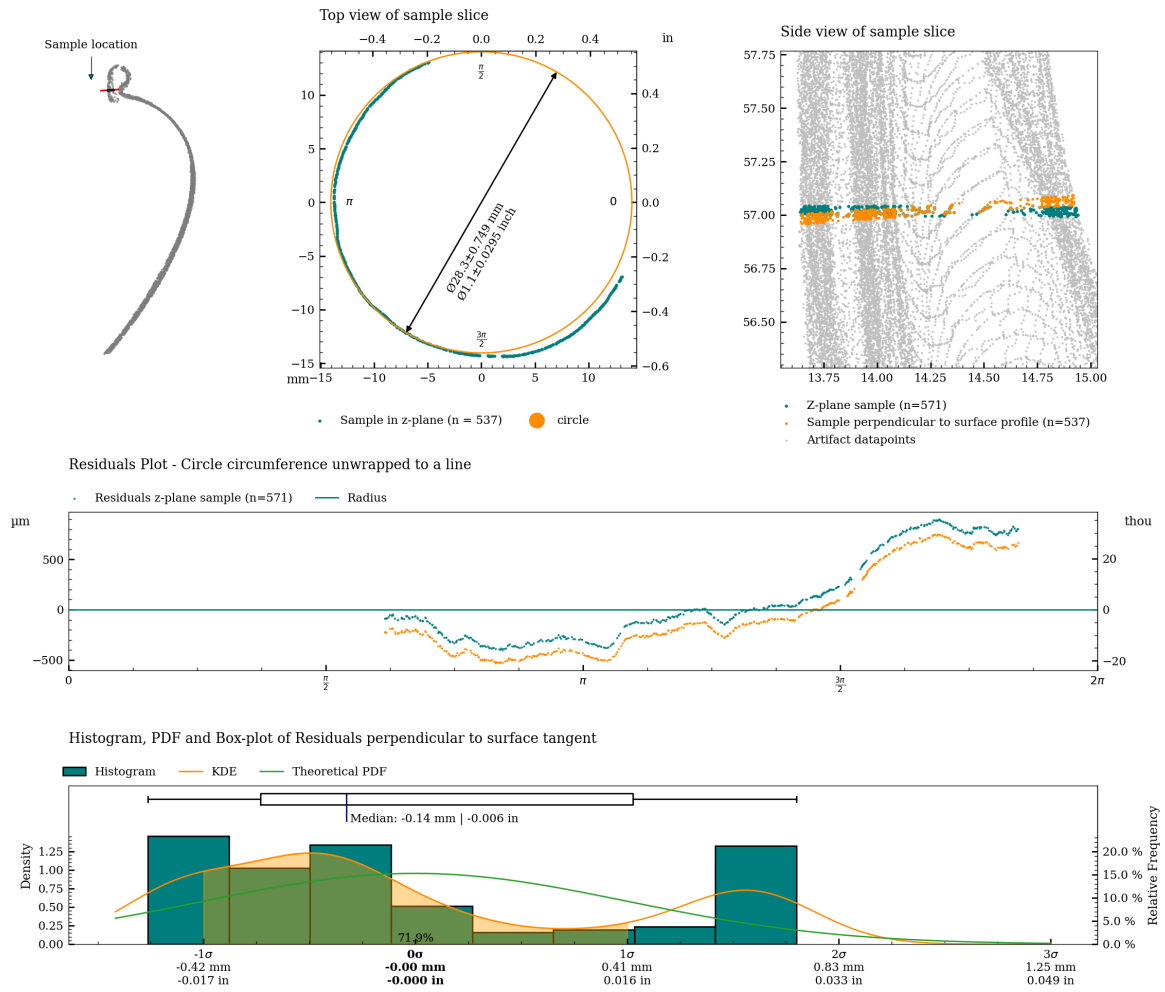 Sample location
Top view of sample slice
−0.4 −0.2 0.0 0.2 0.4 in
π/2
π
0
3π/2
Ø28.3±0.749 mm
Ø1.1±0.0295 inch
10
5
0
−5
−10
−15
0.4
0.2
0.0
−0.2
−0.4
−0.6
mm −15 −10 −5 0 5 10
Sample in z-plane (n = 537) circle
Side view of sample slice
57.75
57.50
57.25
57.00
56.75
56.50
13.75 14.00 14.25 14.50 14.75 15.00
Z-plane sample (n=571)
Sample perpendicular to surface profile (n=537)
Artifact datapoints
Residuals Plot - Circle circumference unwrapped to a line
Residuals z-plane sample (n=571) Radius
µm
thou
500
0
−500
20
0
−20
0 π/2 π 3π/2 2π
Histogram, PDF and Box-plot of Residuals perpendicular to surface tangent
Histogram KDE Theoretical PDF
Median: -0.14 mm | -0.006 in
Density
1.25
1.00
0.75
0.50
0.25
0.00
71.9%
Relative Frequency
20.0 %
15.0 %
10.0 %
5.0 %
0.0 %
-1σ 0σ 1σ 2σ 3σ
-0.42 mm -0.00 mm 0.41 mm 0.83 mm 1.25 mm
-0.017 in -0.000 in 0.016 in 0.033 in 0.049 in